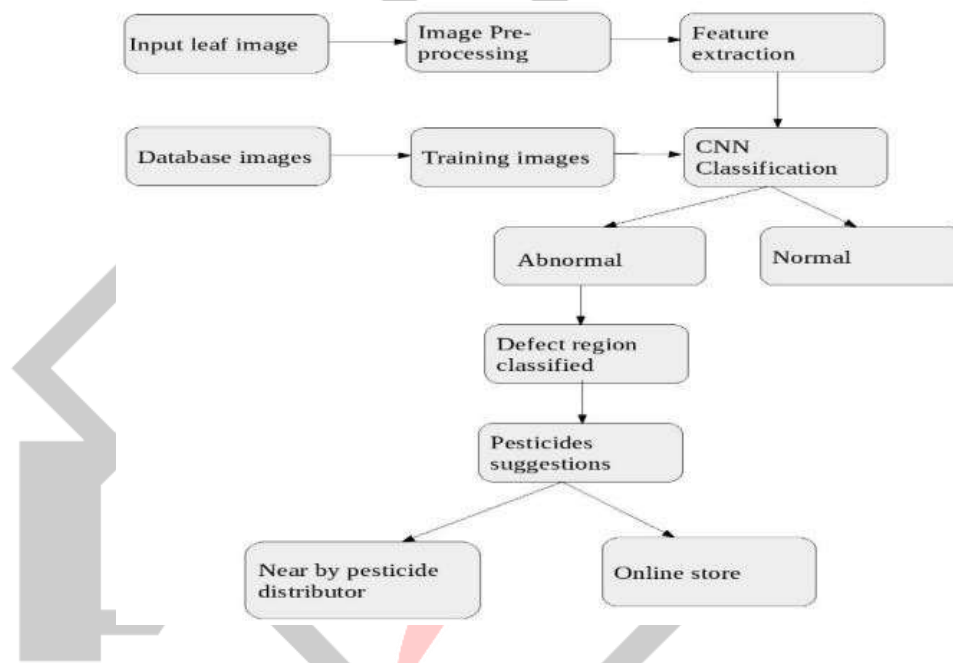 Input leaf image
Image Pre-
processing
Feature
extraction
Database images
Training images
CNN
Classification
Abnormal
Normal
Defect region
classified
Pesticides
suggestions
Near by pesticide
distributor
Online store